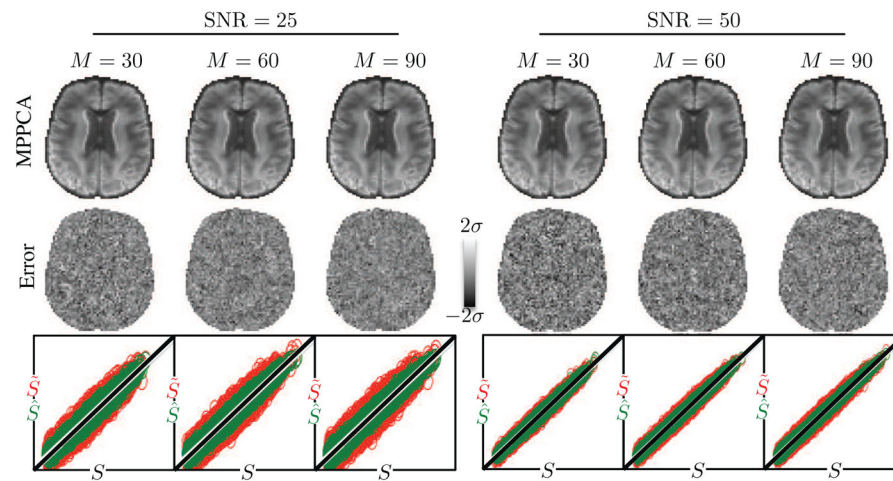 SNR = 25 SNR = 50
M = 30 M = 60 M = 90 M = 30 M = 60 M = 90
MPPCA
Error
2σ
−2σ
S̃ S̃ S̃ S̃ S̃ S̃
Ŝ Ŝ Ŝ Ŝ Ŝ Ŝ
S S S S S S